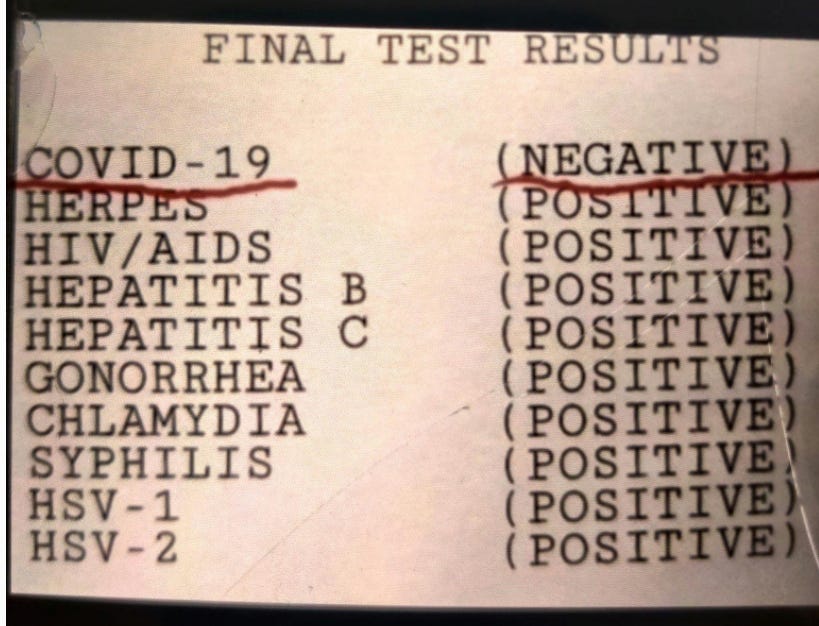 FINAL TEST RESULTS
COVID-19 (NEGATIVE)
HERPES (POSITIVE)
HIV/AIDS (POSITIVE)
HEPATITIS B (POSITIVE)
HEPATITIS C (POSITIVE)
GONORRHEA (POSITIVE)
CHLAMYDIA (POSITIVE)
SYPHILIS (POSITIVE)
HSV-1 (POSITIVE)
HSV-2 (POSITIVE)